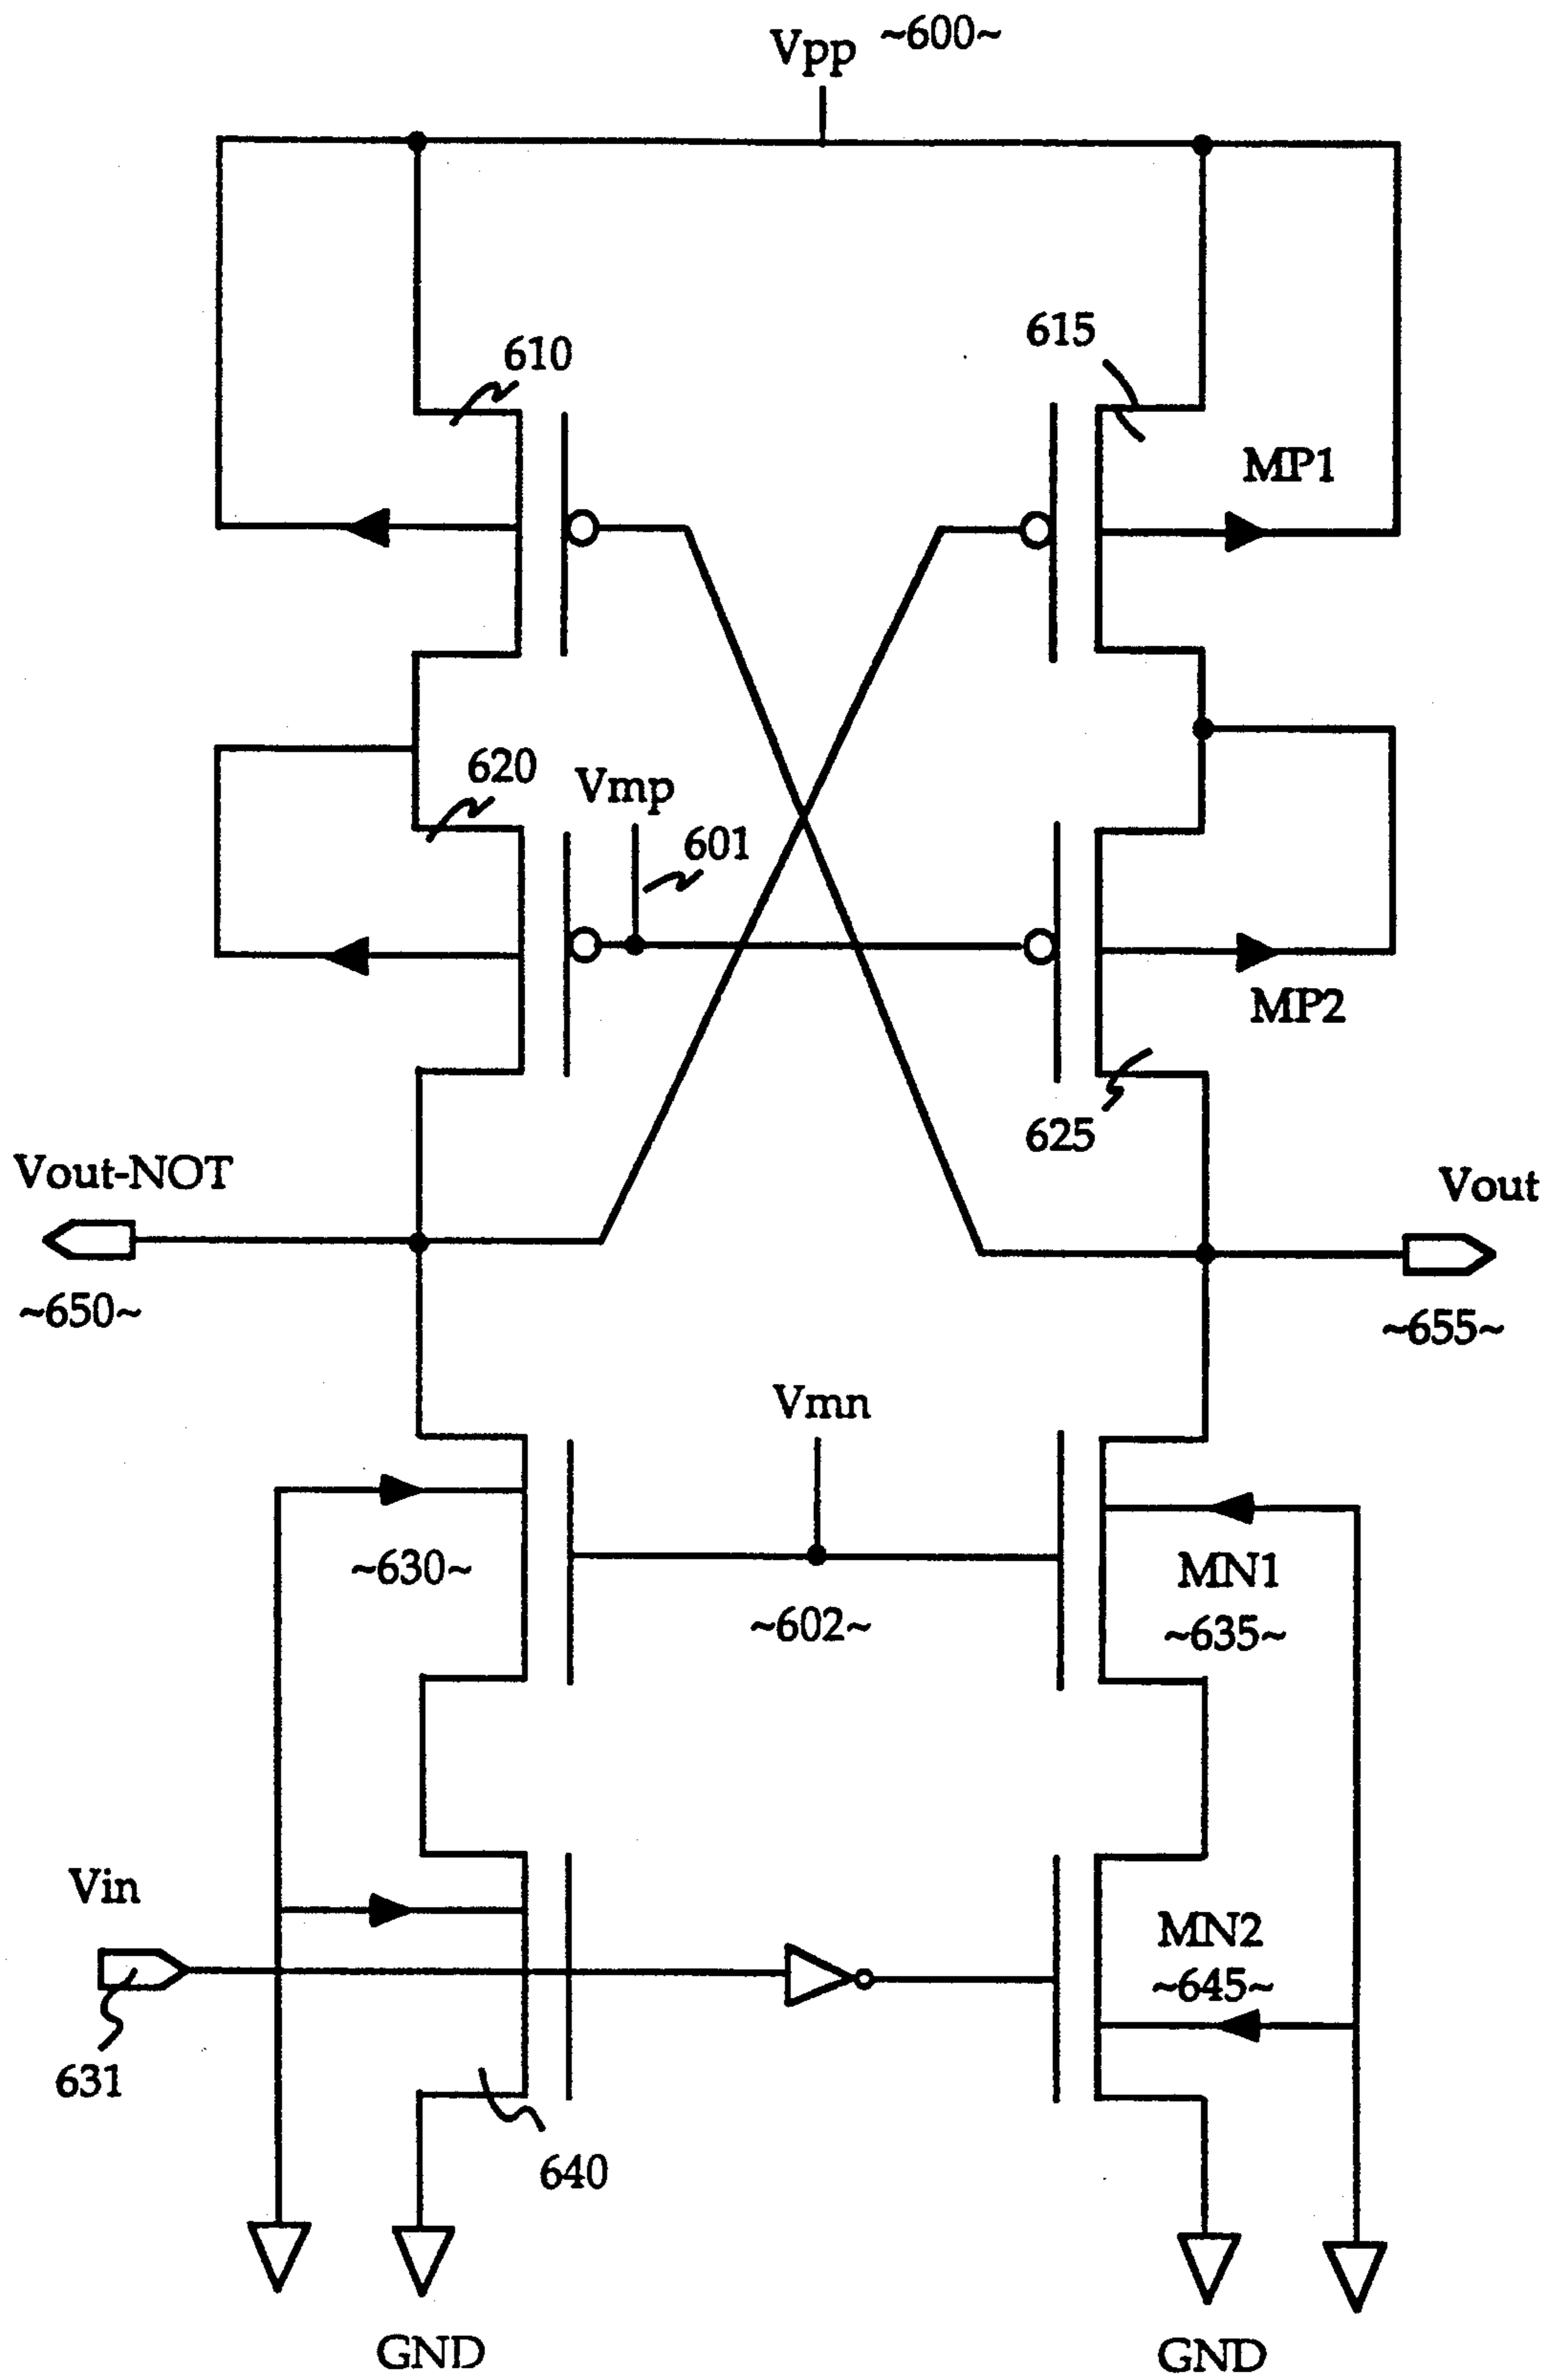 Vpp ~600~
610
615
MP1
620
Vmp
601
MP2
625
Vout-NOT
Vout
~650~
~655~
Vmn
~630~
MN1
~602~
~635~
Vin
MN2
~645~
631
640
GND
GND